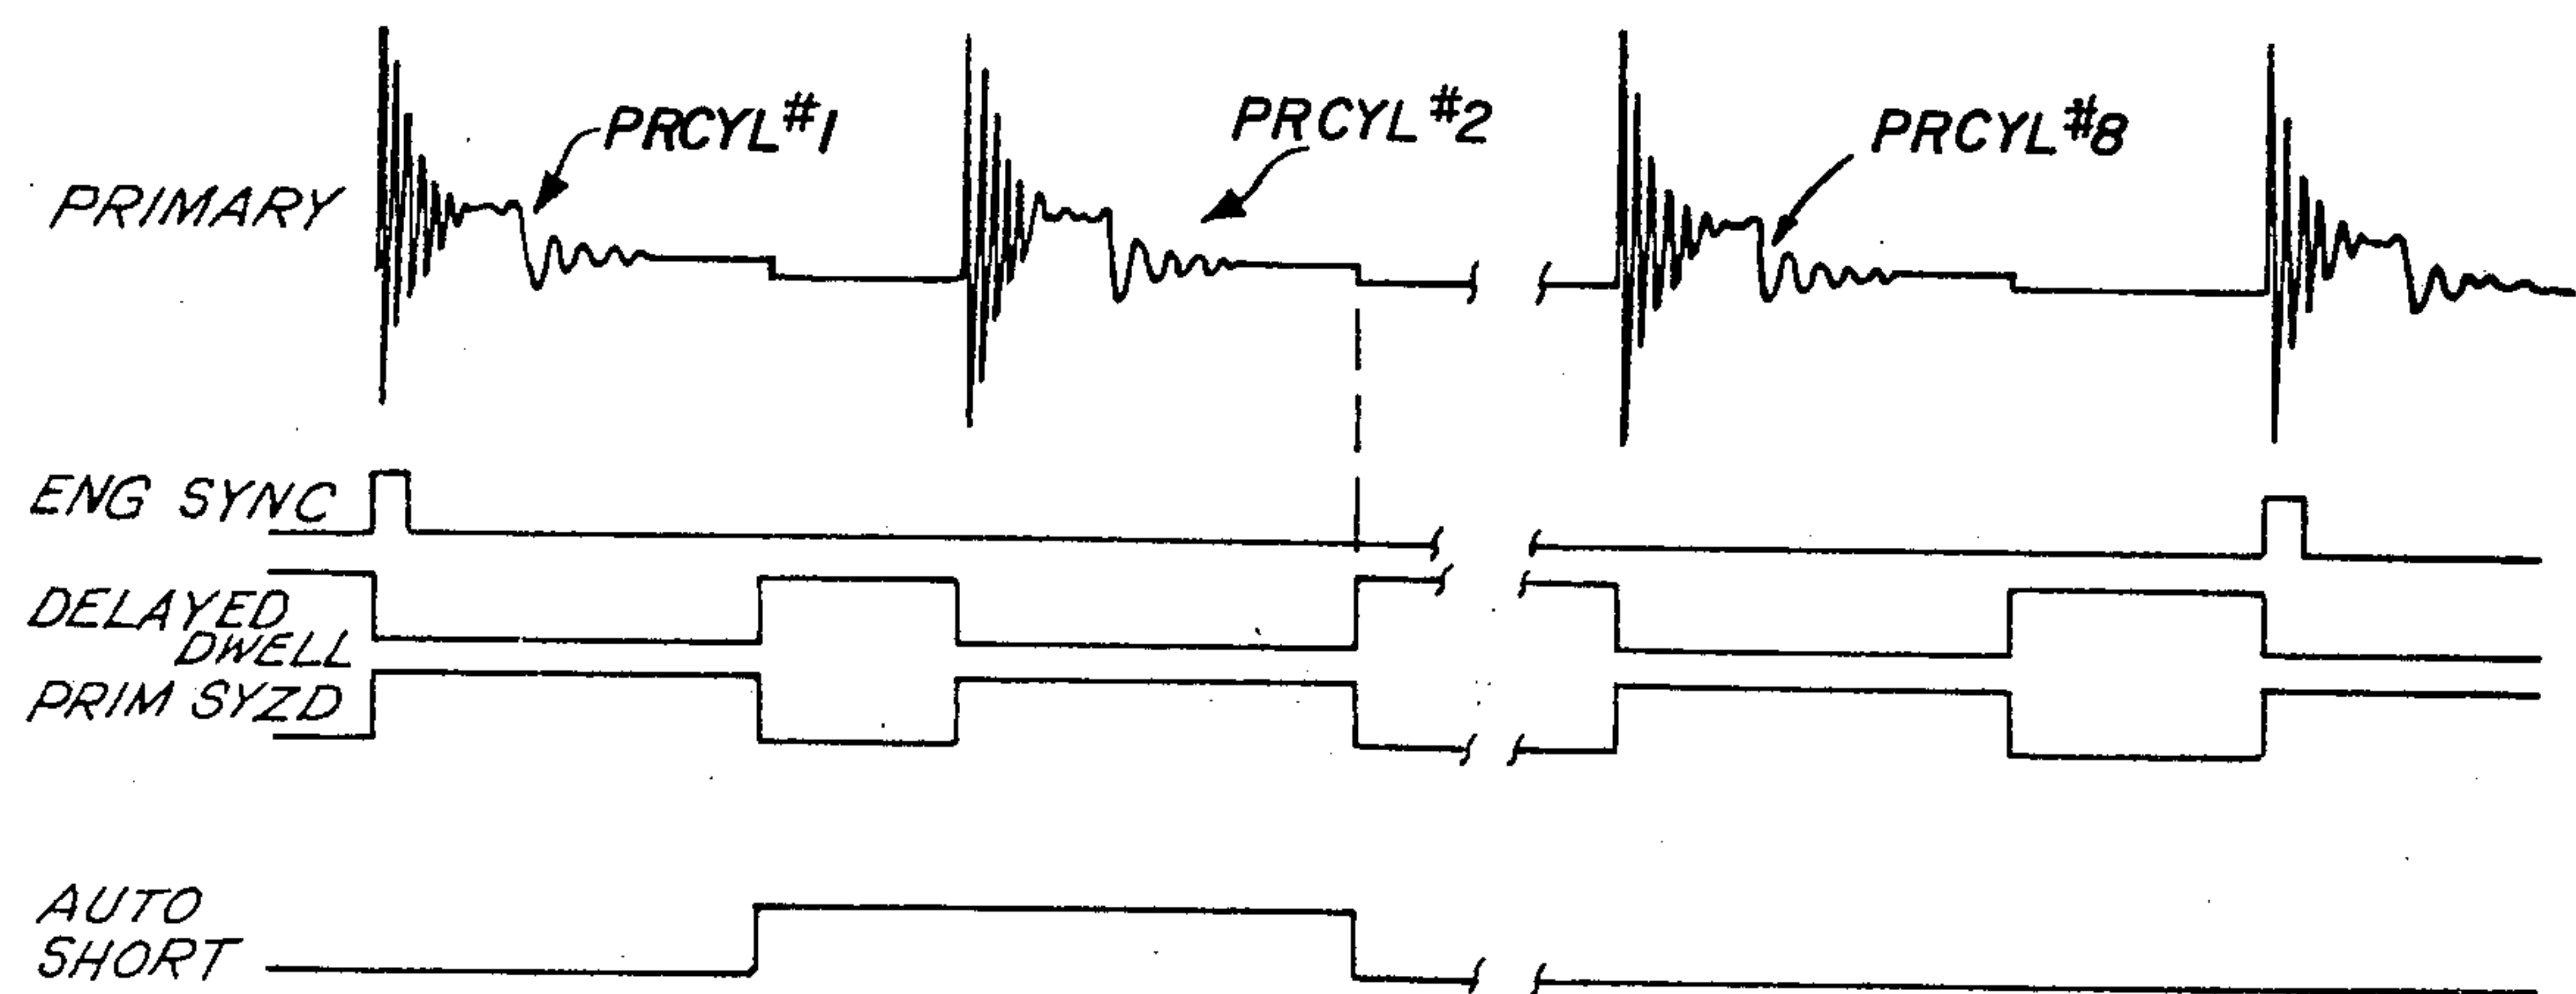 PRCYL #1
PRCYL #2
PRCYL #8
PRIMARY
ENG SYNC
DELAYED
DWELL
PRIM SYZD
AUTO
SHORT